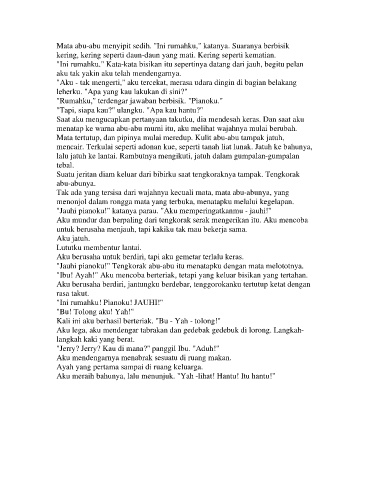 Mata abu-abu menyipit sedih. "Ini rumahku," katanya. Suaranya berbisik
kering, kering seperti daun-daun yang mati. Kering seperti kematian.
"Ini rumahku." Kata-kata bisikan itu sepertinya datang dari jauh, begitu pelan
aku tak yakin aku telah mendengarnya.
"Aku - tak mengerti," aku tercekat, merasa udara dingin di bagian belakang
leherku. "Apa yang kau lakukan di sini?"
"Rumahku," terdengar jawaban berbisik. "Pianoku."
"Tapi, siapa kau?" ulangku. "Apa kau hantu?"
Saat aku mengucapkan pertanyaan takutku, dia mendesah keras. Dan saat aku
menatap ke warna abu-abu murni itu, aku melihat wajahnya mulai berubah.
Mata tertutup, dan pipinya mulai meredup. Kulit abu-abu tampak jatuh,
mencair. Terkulai seperti adonan kue, seperti tanah liat lunak. Jatuh ke bahunya,
lalu jatuh ke lantai. Rambutnya mengikuti, jatuh dalam gumpalan-gumpalan
tebal.
Suatu jeritan diam keluar dari bibirku saat tengkoraknya tampak. Tengkorak
abu-abunya.
Tak ada yang tersisa dari wajahnya kecuali mata, mata abu-abunya, yang
menonjol dalam rongga mata yang terbuka, menatapku melalui kegelapan.
"Jauhi pianoku!" katanya parau. "Aku memperingatkanmu - jauhi!"
Aku mundur dan berpaling dari tengkorak serak mengerikan itu. Aku mencoba
untuk berusaha menjauh, tapi kakiku tak mau bekerja sama.
Aku jatuh.
Lututku membentur lantai.
Aku berusaha untuk berdiri, tapi aku gemetar terlalu keras.
"Jauhi pianoku!" Tengkorak abu-abu itu menatapku dengan mata melototnya.
"Ibu! Ayah!" Aku mencoba berteriak, tetapi yang keluar bisikan yang tertahan.
Aku berusaha berdiri, jantungku berdebar, tenggorokanku tertutup ketat dengan
rasa takut.
"Ini rumahku! Pianoku! JAUHI!"
"Bu! Tolong aku! Yah!"
Kali ini aku berhasil berteriak. "Bu - Yah - tolong!"
Aku lega, aku mendengar tabrakan dan gedebak gedebuk di lorong. Langkah-
langkah kaki yang berat.
"Jerry? Jerry? Kau di mana?" panggil Ibu. "Aduh!"
Aku mendengarnya menabrak sesuatu di ruang makan.
Ayah yang pertama sampai di ruang keluarga.
Aku meraih bahunya, lalu menunjuk. "Yah -lihat! Hantu! Itu hantu!"